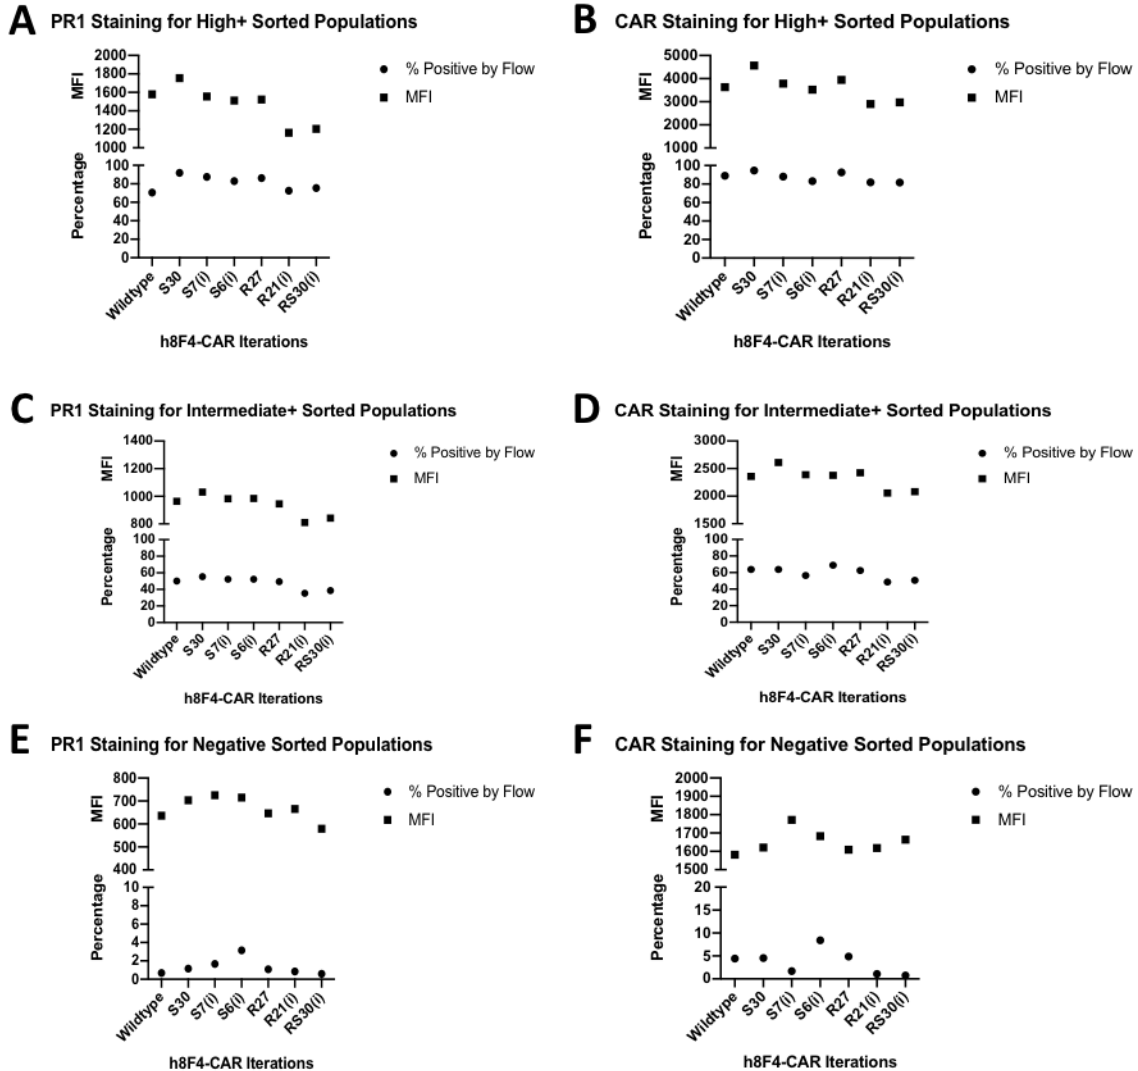 A PR1 Staining for High+ Sorted Populations
2000
1800
1600
1400
1200
1000
MFI
100
80
60
40
20
0
Percentage
% Positive by Flow
MFI
Wildtype
S30
S7(i)
S6(i)
R27
R21(i)
RS30(i)
h8F4-CAR Iterations
B CAR Staining for High+ Sorted Populations
5000
4000
3000
2000
1000
MFI
100
80
60
40
20
0
Percentage
% Positive by Flow
MFI
Wildtype
S30
S7(i)
S6(i)
R27
R21(i)
RS30(i)
h8F4-CAR Iterations
C PR1 Staining for Intermediate+ Sorted Populations
1400
1200
1000
800
MFI
100
80
60
40
20
0
Percentage
% Positive by Flow
MFI
Wildtype
S30
S7(i)
S6(i)
R27
R21(i)
RS30(i)
h8F4-CAR Iterations
D CAR Staining for Intermediate+ Sorted Populations
3000
2500
2000
1500
MFI
100
80
60
40
20
0
Percentage
% Positive by Flow
MFI
Wildtype
S30
S7(i)
S6(i)
R27
R21(i)
RS30(i)
h8F4-CAR Iterations
E PR1 Staining for Negative Sorted Populations
800
700
600
500
400
MFI
10
8
6
4
2
0
Percentage
% Positive by Flow
MFI
Wildtype
S30
S7(i)
S6(i)
R27
R21(i)
RS30(i)
h8F4-CAR Iterations
F CAR Staining for Negative Sorted Populations
2000
1900
1800
1700
1600
1500
MFI
20
15
10
5
0
Percentage
% Positive by Flow
MFI
Wildtype
S30
S7(i)
S6(i)
R27
R21(i)
RS30(i)
h8F4-CAR Iterations